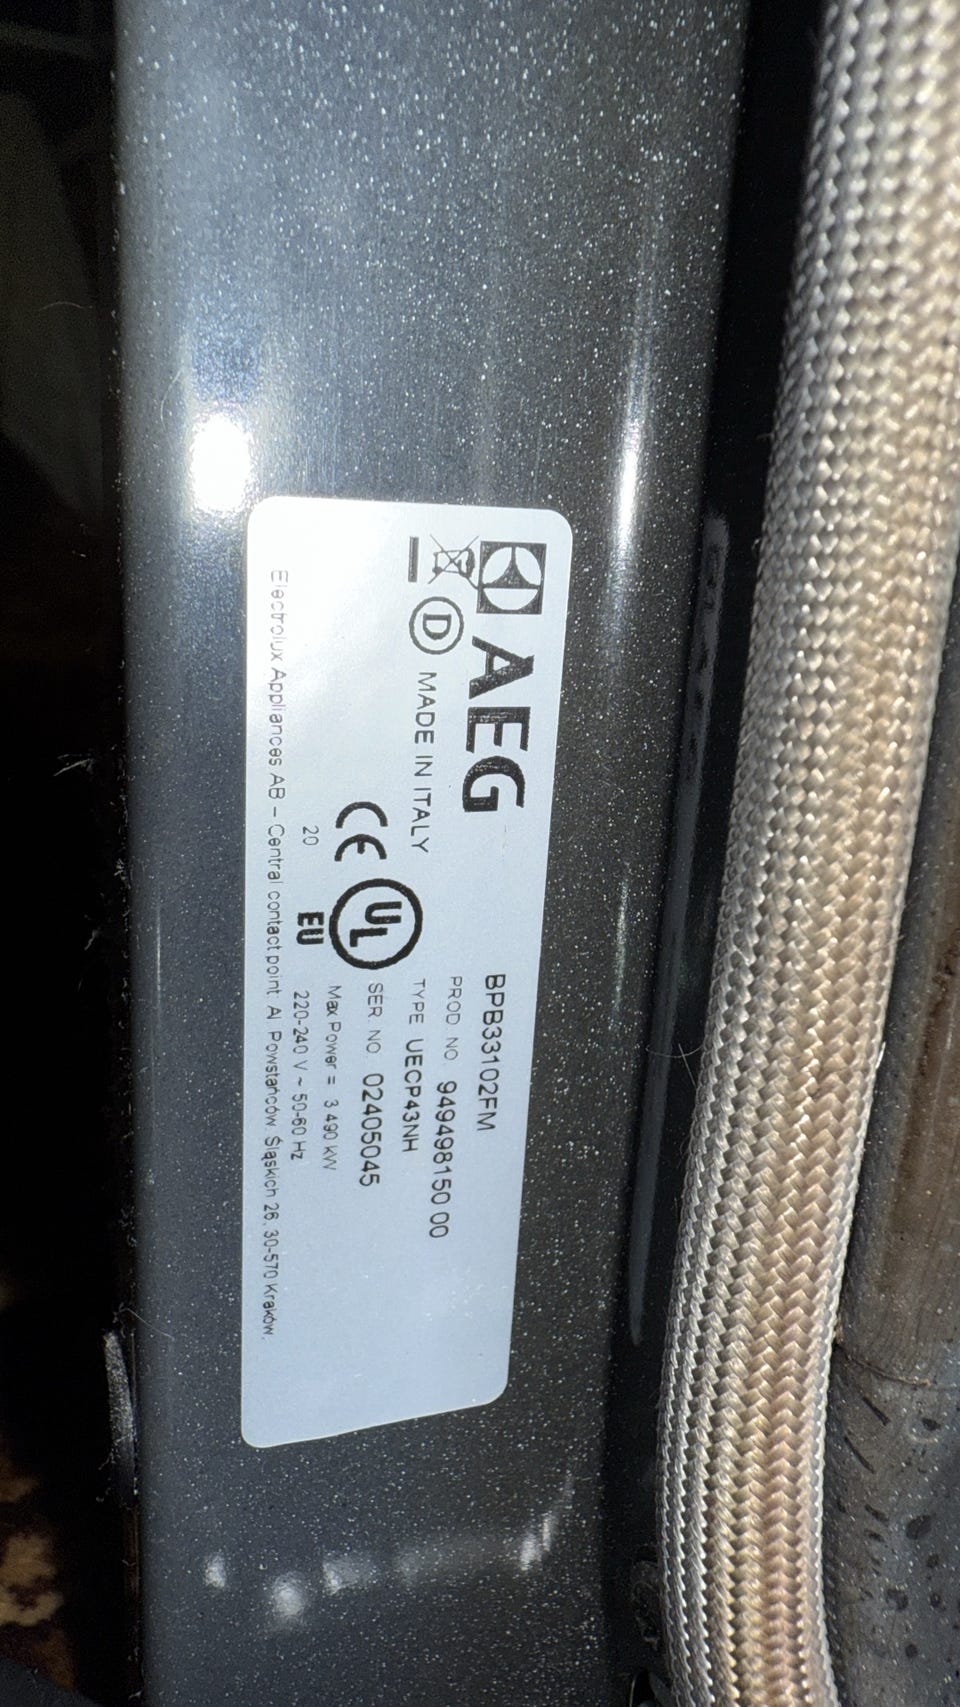 AEG
D MADE IN ITALY
CE UL
20 EU
BPB33102FM
PROD NO. 949498150 00
TYPE UECP43NH
SER NO. 02405045
Max Power = 3.490 kW
220-240 V ~ 50-60 Hz
Electrolux Appliances AB – Central contact point: Al Powstańców Śląskich 26, 30-570 Kraków.